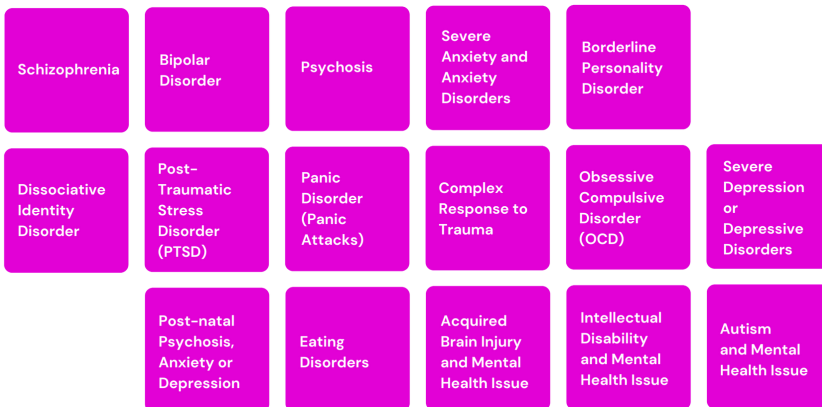 Schizophrenia
Bipolar
Disorder
Psychosis
Severe
Anxiety and
Anxiety
Disorders
Borderline
Personality
Disorder
Dissociative
Identity
Disorder
Post-
Traumatic
Stress
Disorder
(PTSD)
Panic
Disorder
(Panic
Attacks)
Complex
Response to
Trauma
Obsessive
Compulsive
Disorder
(OCD)
Severe
Depression
or
Depressive
Disorders
Post-natal
Psychosis,
Anxiety or
Depression
Eating
Disorders
Acquired
Brain Injury
and Mental
Health Issue
Intellectual
Disability
and Mental
Health Issue
Autism
and Mental
Health Issue